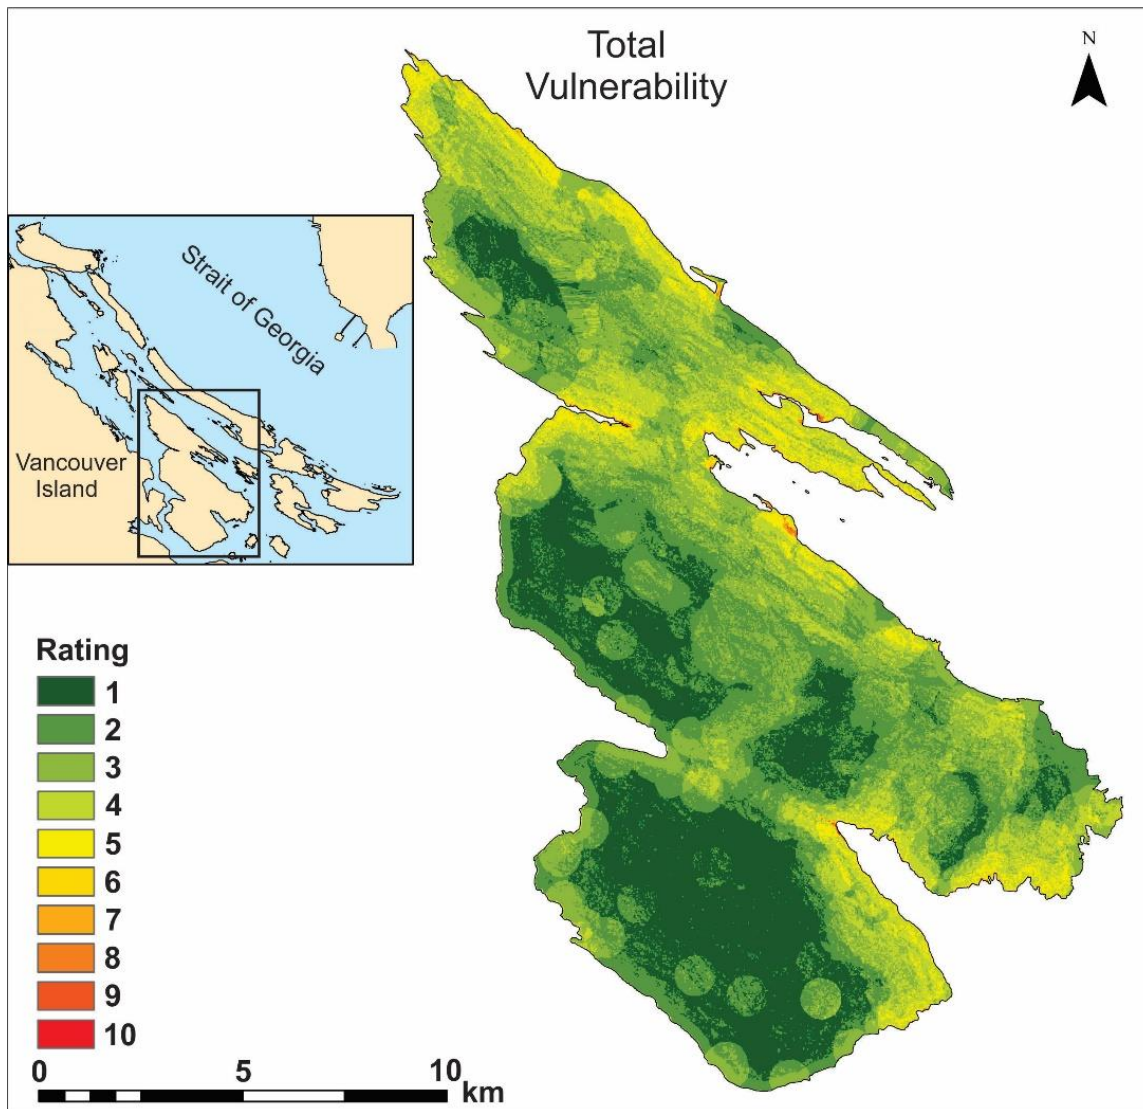 Total
Vulnerability
N
Strait of Georgia
Vancouver
Island
Rating
1
2
3
4
5
6
7
8
9
10
0 5 10
km